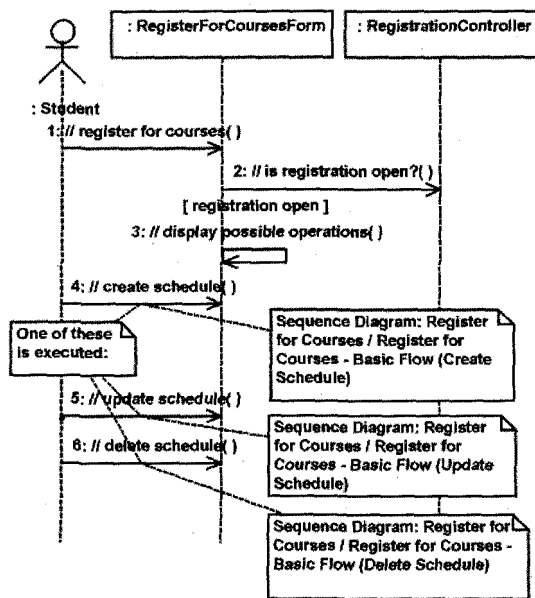 : RegisterForCoursesForm
: RegistrationController
: Student
1: // register for courses( )
2: // is registration open?( )
[ registration open ]
3: // display possible operations( )
4: // create schedule( )
One of these
is executed:
Sequence Diagram: Register
for Courses / Register for
Courses - Basic Flow (Create
Schedule)
5: // update schedule( )
Sequence Diagram: Register
for Courses / Register for
Courses - Basic Flow (Update
Schedule)
6: // delete schedule( )
Sequence Diagram: Register for
Courses / Register for Courses -
Basic Flow (Delete Schedule)